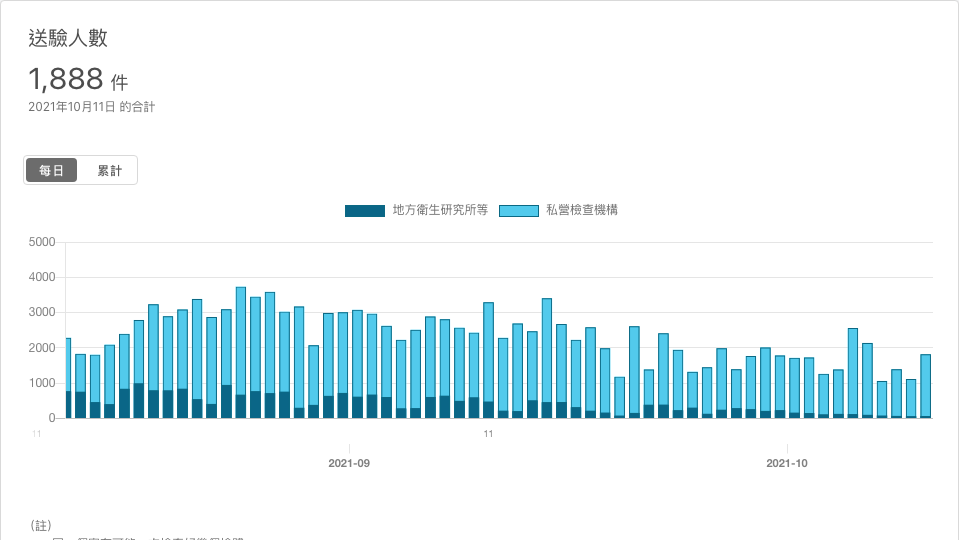 送驗人數
1,888 件
2021年10月11日 的合計
每日 累計
地方衛生研究所等 私營檢查機構
5000
4000
3000
2000
1000
0
11 11
2021-09 2021-10
(註)